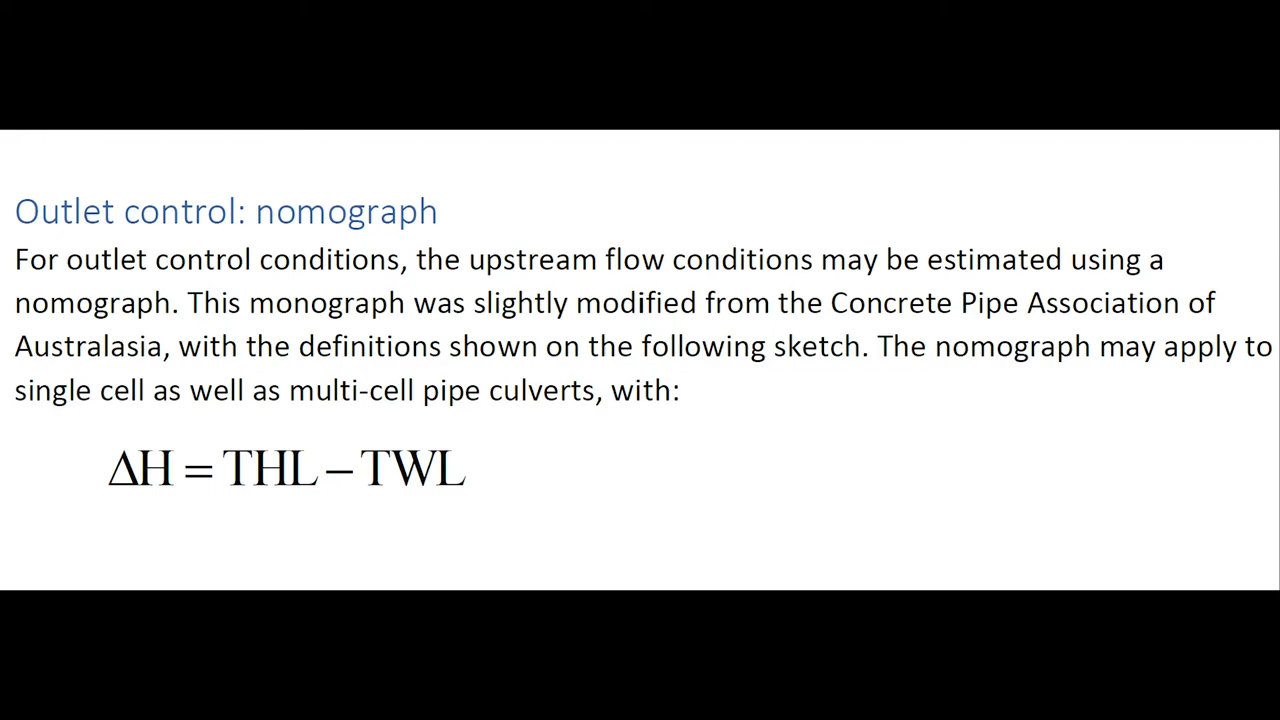 Outlet control: nomograph
For outlet control conditions, the upstream flow conditions may be estimated using a
nomograph. This monograph was slightly modified from the Concrete Pipe Association of
Australasia, with the definitions shown on the following sketch. The nomograph may apply to
single cell as well as multi-cell pipe culverts, with:
ΔH = THL – TWL